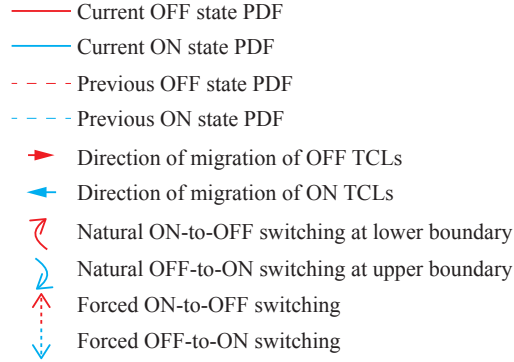 Current OFF state PDF
Current ON state PDF
Previous OFF state PDF
Previous ON state PDF
Direction of migration of OFF TCLs
Direction of migration of ON TCLs
Natural ON-to-OFF switching at lower boundary
Natural OFF-to-ON switching at upper boundary
Forced ON-to-OFF switching
Forced OFF-to-ON switching